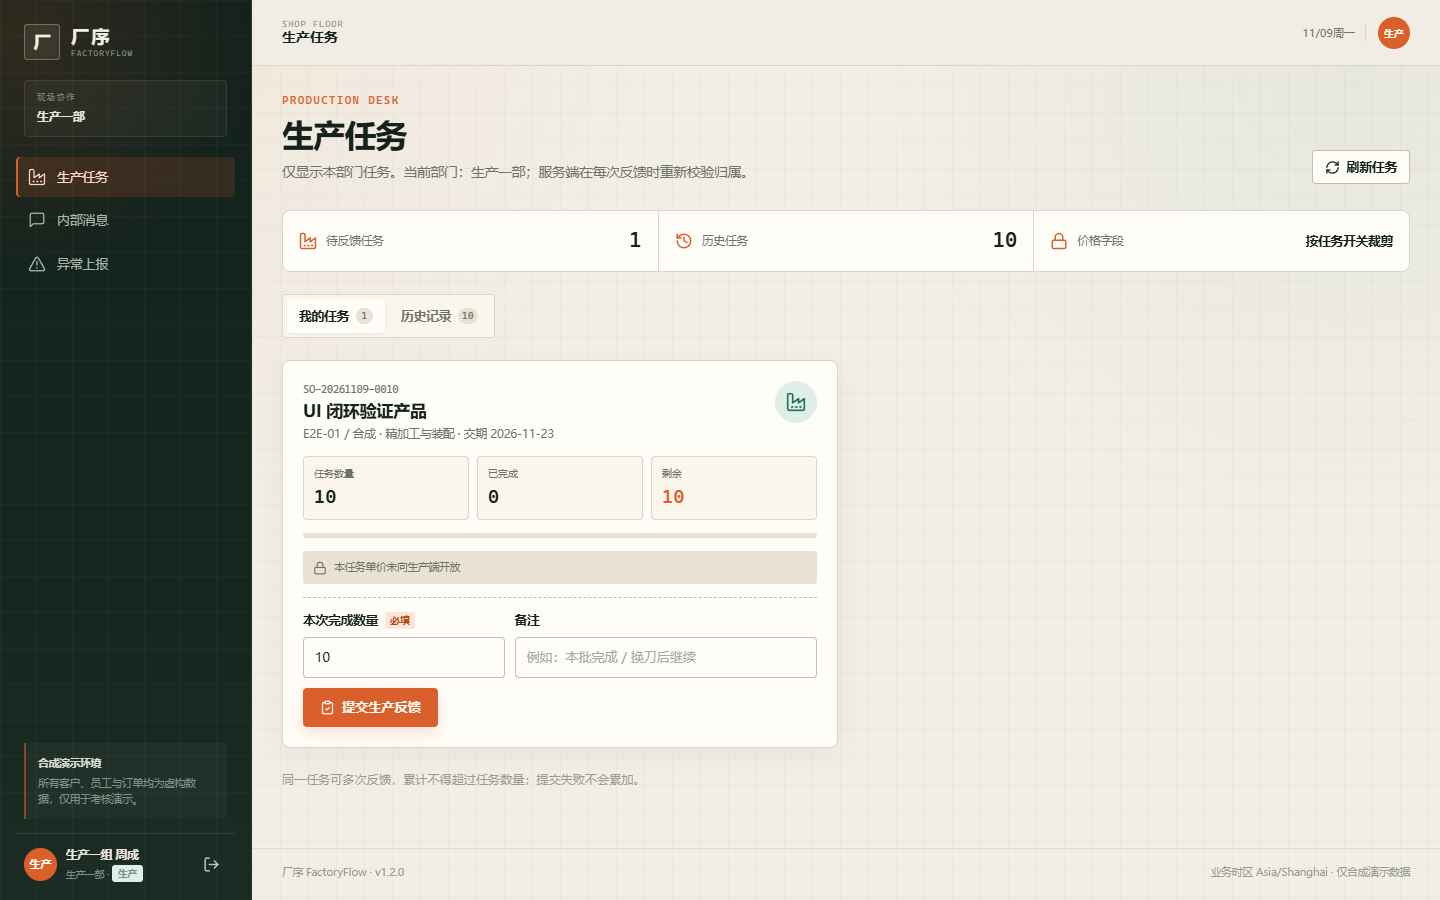 厂
厂序
FACTORYFLOW
现场协作
生产一部
生产任务
内部消息
异常上报
合成演示环境
所有客户、员工与订单均为虚构数
据，仅用于考核演示。
生产
生产一组 周成
生产一部 · 生产
SHOP FLOOR
生产任务
11/09周一
生产
PRODUCTION DESK
生产任务
仅显示本部门任务。当前部门：生产一部；服务端在每次反馈时重新校验归属。
刷新任务
待反馈任务 1
历史任务 10
价格字段 按任务开关裁剪
我的任务 1 历史记录 10
SO-20261109-0010
UI 闭环验证产品
E2E-01 / 合成 · 精加工与装配 · 交期 2026-11-23
任务数量 已完成 剩余
10 0 10
本任务单价未向生产端开放
本次完成数量 必填 备注
10 例如：本批完成 / 换刀后继续
提交生产反馈
同一任务可多次反馈，累计不得超过任务数量；提交失败不会累加。
厂序 FactoryFlow · v1.2.0
业务时区 Asia/Shanghai · 仅合成演示数据